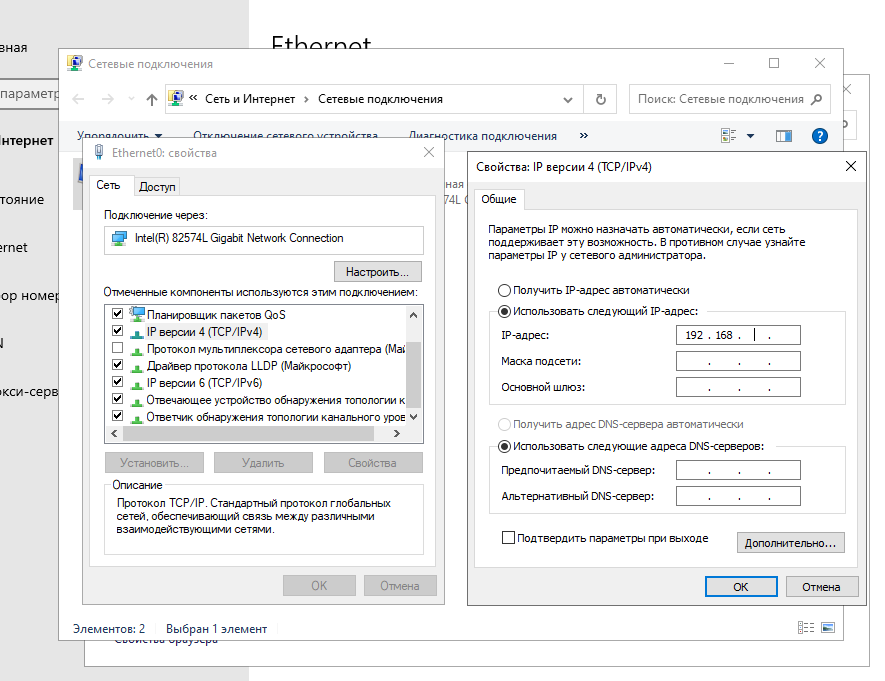 вная
Ethernet
Сетевые подключения
параметр
Сеть и Интернет
Сетевые подключения
Поиск: Сетевые подключения
Упорядочить
Отключение сетевого устройства
Диагностика подключения
нтернет
Ethernet0: свойства
Сеть
Доступ
Подключение через:
Intel(R) 82574L Gigabit Network Connection
Настроить...
Отмеченные компоненты используются этим подключением:
Планировщик пакетов QoS
IP версии 4 (TCP/IPv4)
Протокол мультиплексора сетевого адаптера (Май
Драйвер протокола LLDP (Майкрософт)
IP версии 6 (TCP/IPv6)
Отвечающее устройство обнаружения топологии к
Ответчик обнаружения топологии канального уров
Установить...
Удалить
Свойства
Описание
Протокол TCP/IP. Стандартный протокол глобальных
сетей, обеспечивающий связь между различными
взаимодействующими сетями.
ОК
Отмена
тояние
ernet
ор номер
кси-серв
ная
74L G
Свойства: IP версии 4 (TCP/IPv4)
Общие
Параметры IP можно назначать автоматически, если сеть
поддерживает эту возможность. В противном случае узнайте
параметры IP у сетевого администратора.
Получить IP-адрес автоматически
Использовать следующий IP-адрес:
IP-адрес:
192 . 168 . .
Маска подсети:
. . .
Основной шлюз:
. . .
Получить адрес DNS-сервера автоматически
Использовать следующие адреса DNS-серверов:
Предпочитаемый DNS-сервер:
. . .
Альтернативный DNS-сервер:
. . .
Подтвердить параметры при выходе
Дополнительно...
ОК
Отмена
Элементов: 2
Выбран 1 элемент
Свойства браузера